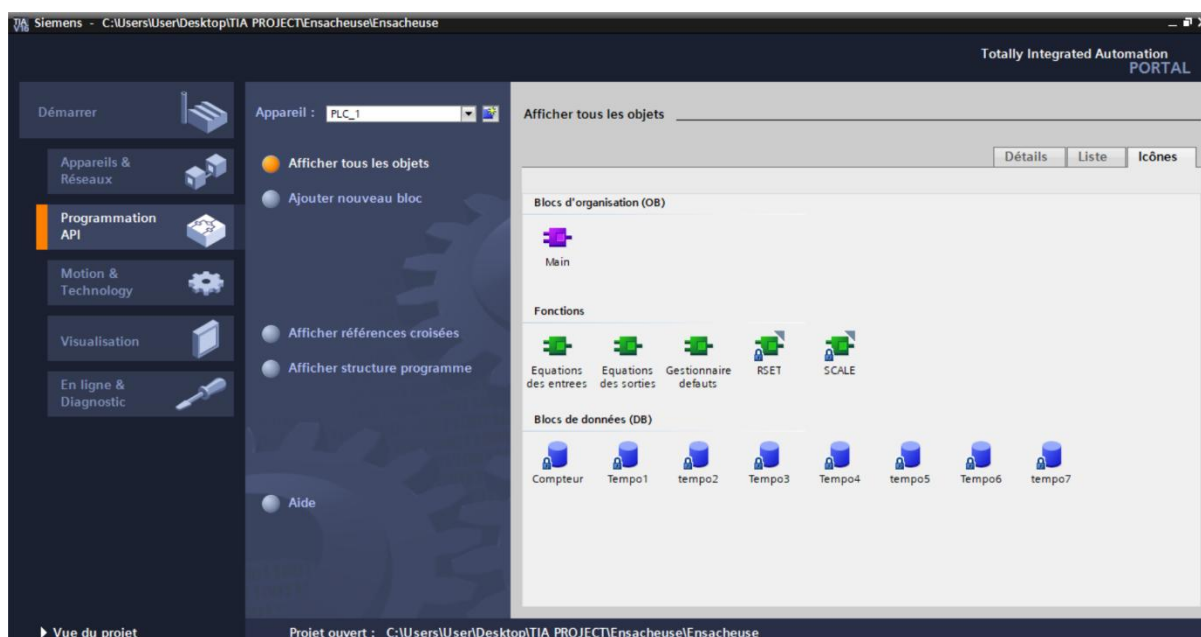 TIA V16 Siemens - C:\Users\User\Desktop\TIA PROJECT\Ensacheuse\Ensacheuse
Totally Integrated Automation
PORTAL
Démarrer
Appareils &
Réseaux
Programmation
API
Motion &
Technology
Visualisation
En ligne &
Diagnostic
Vue du projet
Appareil : PLC_1
Afficher tous les objets
Ajouter nouveau bloc
Afficher références croisées
Afficher structure programme
Aide
Afficher tous les objets
Détails Liste Icônes
Blocs d'organisation (OB)
Main
Fonctions
Equations des entrees
Equations des sorties
Gestionnaire defauts
RSET
SCALE
Blocs de données (DB)
Compteur Tempo1 tempo2 Tempo3 Tempo4 tempo5 Tempo6 tempo7
Projet ouvert : C:\Users\User\Desktop\TIA PROJECT\Ensacheuse\Ensacheuse